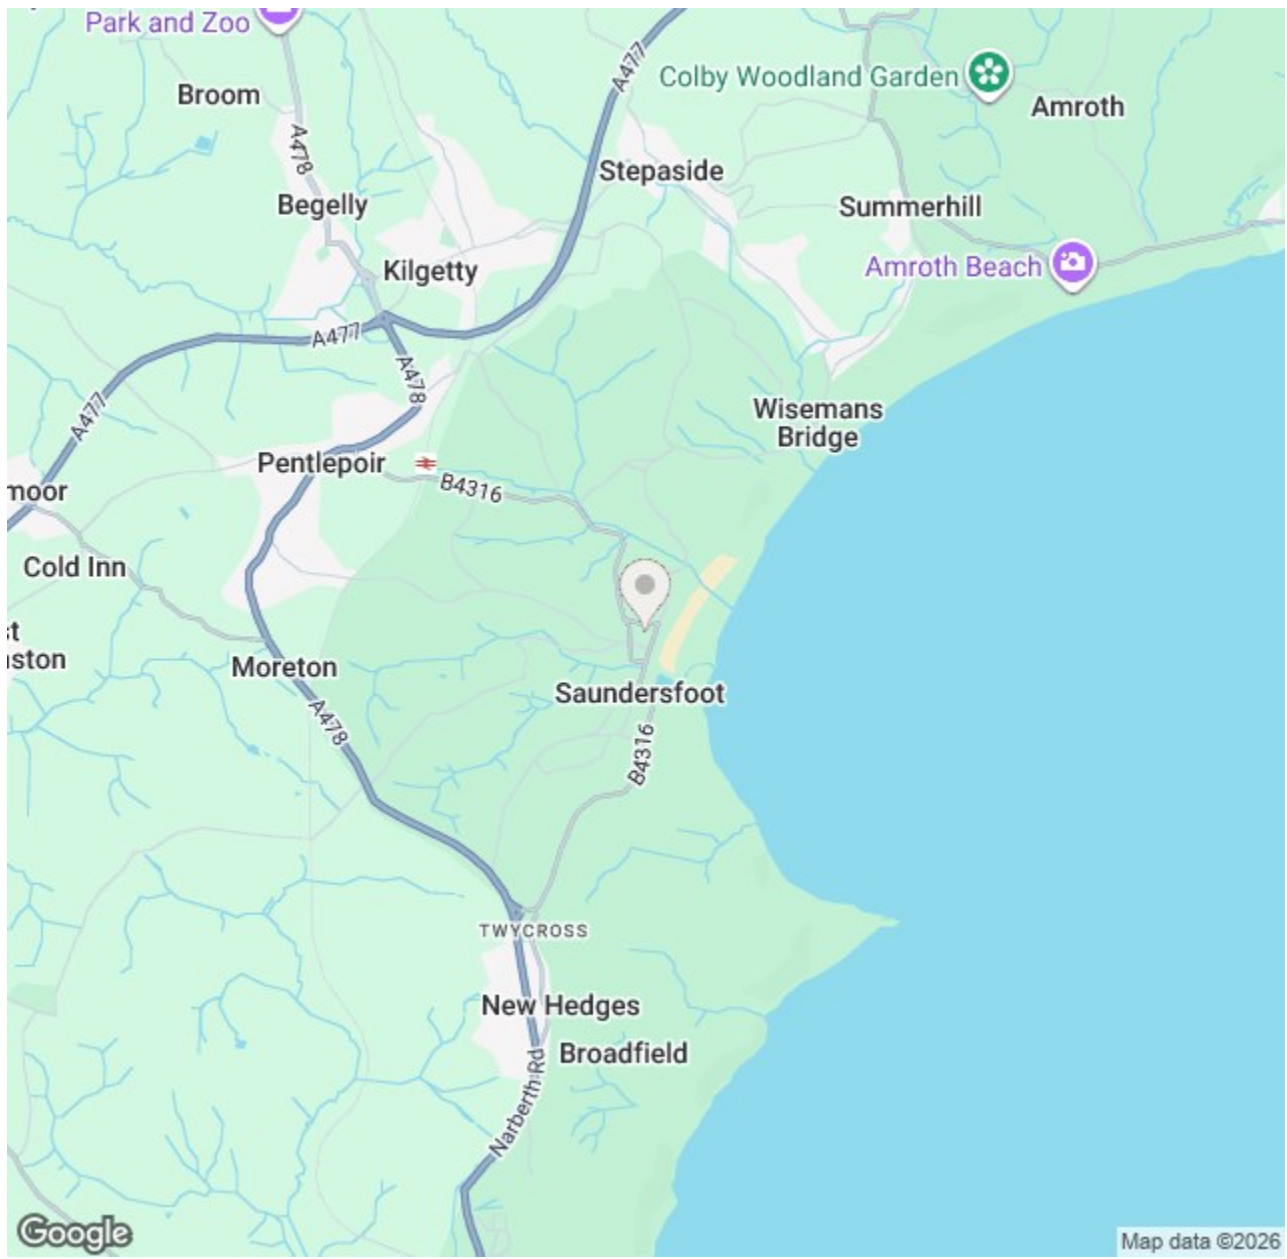 Park and Zoo
A477
Colby Woodland Garden
Broom
Amroth
A478
Stepaside
Begelly
Summerhill
Kilgetty
Amroth Beach
A477
A478
A477
Wisemans
Bridge
Pentlepoir
B4316
moor
Cold Inn
st
ston
Moreton
Saundersfoot
A478
B4316
TWYCROSS
New Hedges
Broadfield
Narberth Rd
Google
Map data ©2026